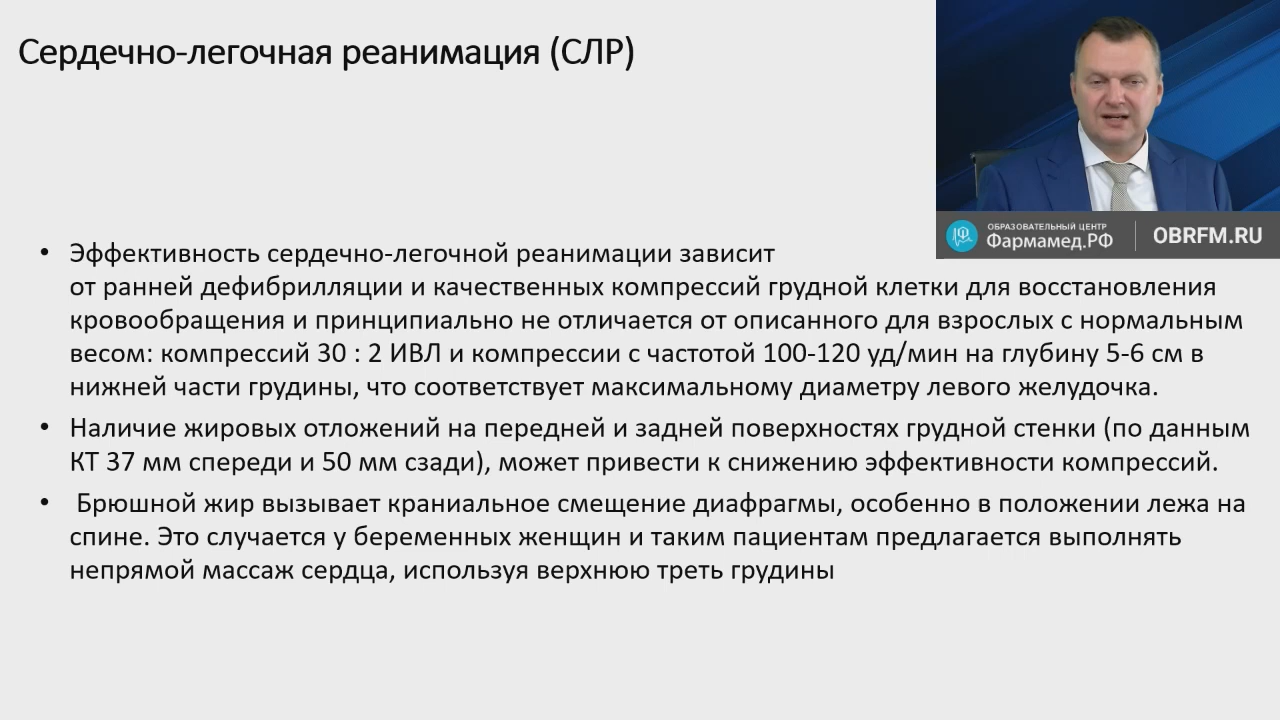 Сердечно-легочная реанимация (СЛР)
ОБРАЗОВАТЕЛЬНЫЙ ЦЕНТР
Фармамед.РФ
OBRFM.RU
• Эффективность сердечно-легочной реанимации зависит
от ранней дефибрилляции и качественных компрессий грудной клетки для восстановления
кровообращения и принципиально не отличается от описанного для взрослых с нормальным
весом: компрессий 30 : 2 ИВЛ и компрессии с частотой 100-120 уд/мин на глубину 5-6 см в
нижней части грудины, что соответствует максимальному диаметру левого желудочка.
• Наличие жировых отложений на передней и задней поверхностях грудной стенки (по данным
КТ 37 мм спереди и 50 мм сзади), может привести к снижению эффективности компрессий.
• Брюшной жир вызывает краниальное смещение диафрагмы, особенно в положении лежа на
спине. Это случается у беременных женщин и таким пациентам предлагается выполнять
непрямой массаж сердца, используя верхнюю треть грудины